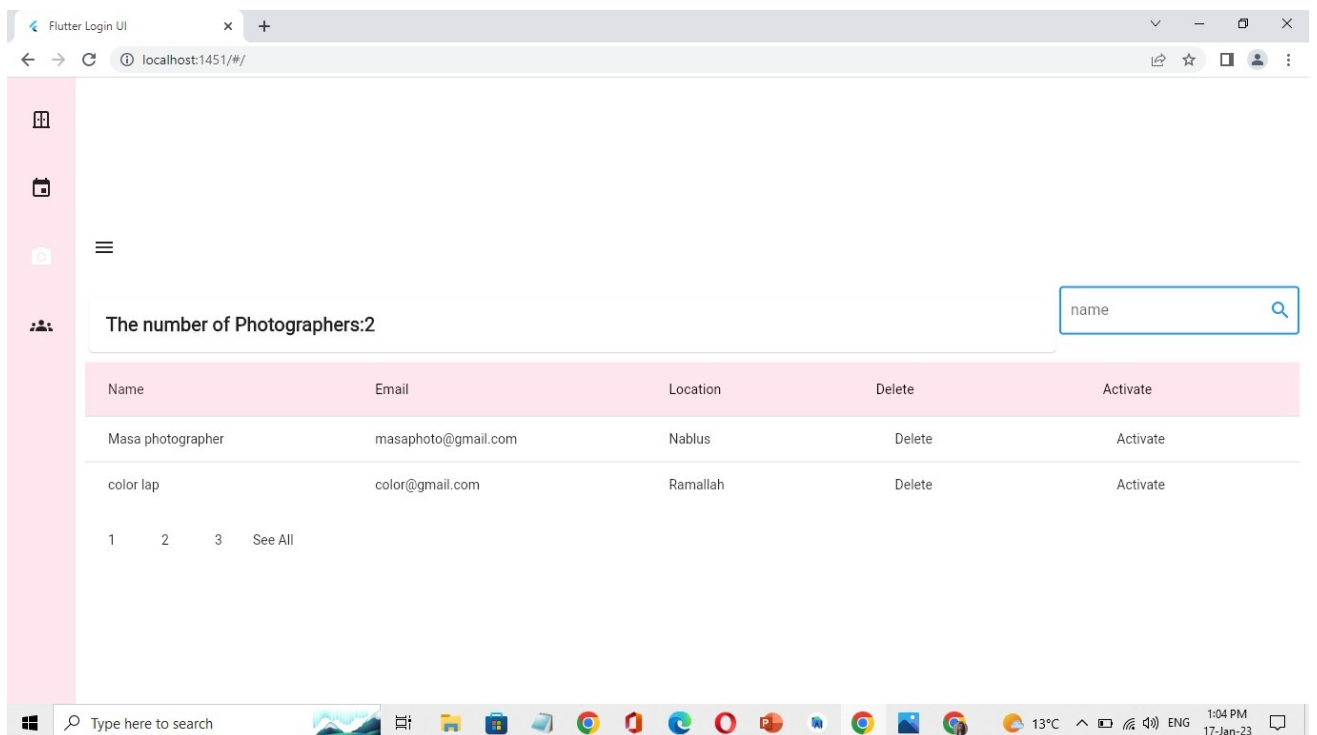 Flutter Login UI
localhost:1451/#/
name
The number of Photographers:2
Name Email Location Delete Activate
Masa photographer masaphoto@gmail.com Nablus Delete Activate
color lap color@gmail.com Ramallah Delete Activate
1 2 3 See All
Type here to search 13°C ENG 1:04 PM
17-Jan-23